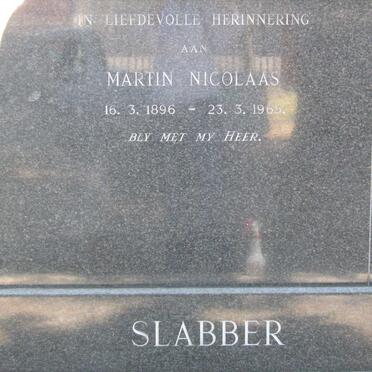 IN LIEFDEVOLLE HERINNERING
AAN
MARTIN NICOLAAS
16. 3. 1896 – 23. 3. 1965.
BLY MET MY HEER.
SLABBER